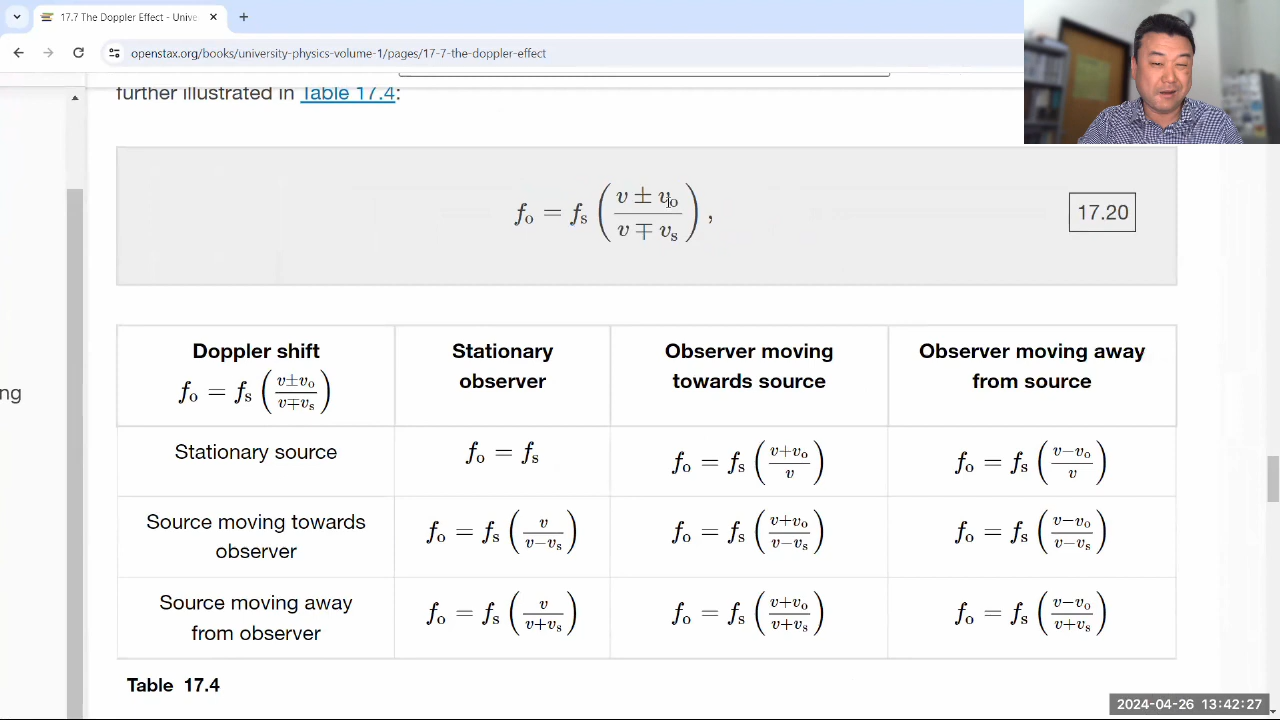 17.7 The Doppler Effect - Unive
openstax.org/books/university-physics-volume-1/pages/17-7-the-doppler-effect
further illustrated in Table 17.4:
f_o = f_s ( (v ± v_o) / (v ∓ v_s) ) ,
17.20
Doppler shift f_o = f_s ( (v±v_o) / (v∓v_s) )
Stationary observer
Observer moving towards source
Observer moving away from source
ng
Stationary source
f_o = f_s
f_o = f_s ( (v+v_o) / v )
f_o = f_s ( (v−v_o) / v )
Source moving towards observer
f_o = f_s ( v / (v−v_s) )
f_o = f_s ( (v+v_o) / (v−v_s) )
f_o = f_s ( (v−v_o) / (v−v_s) )
Source moving away from observer
f_o = f_s ( v / (v+v_s) )
f_o = f_s ( (v+v_o) / (v+v_s) )
f_o = f_s ( (v−v_o) / (v+v_s) )
Table 17.4
2024-04-26 13:42:27